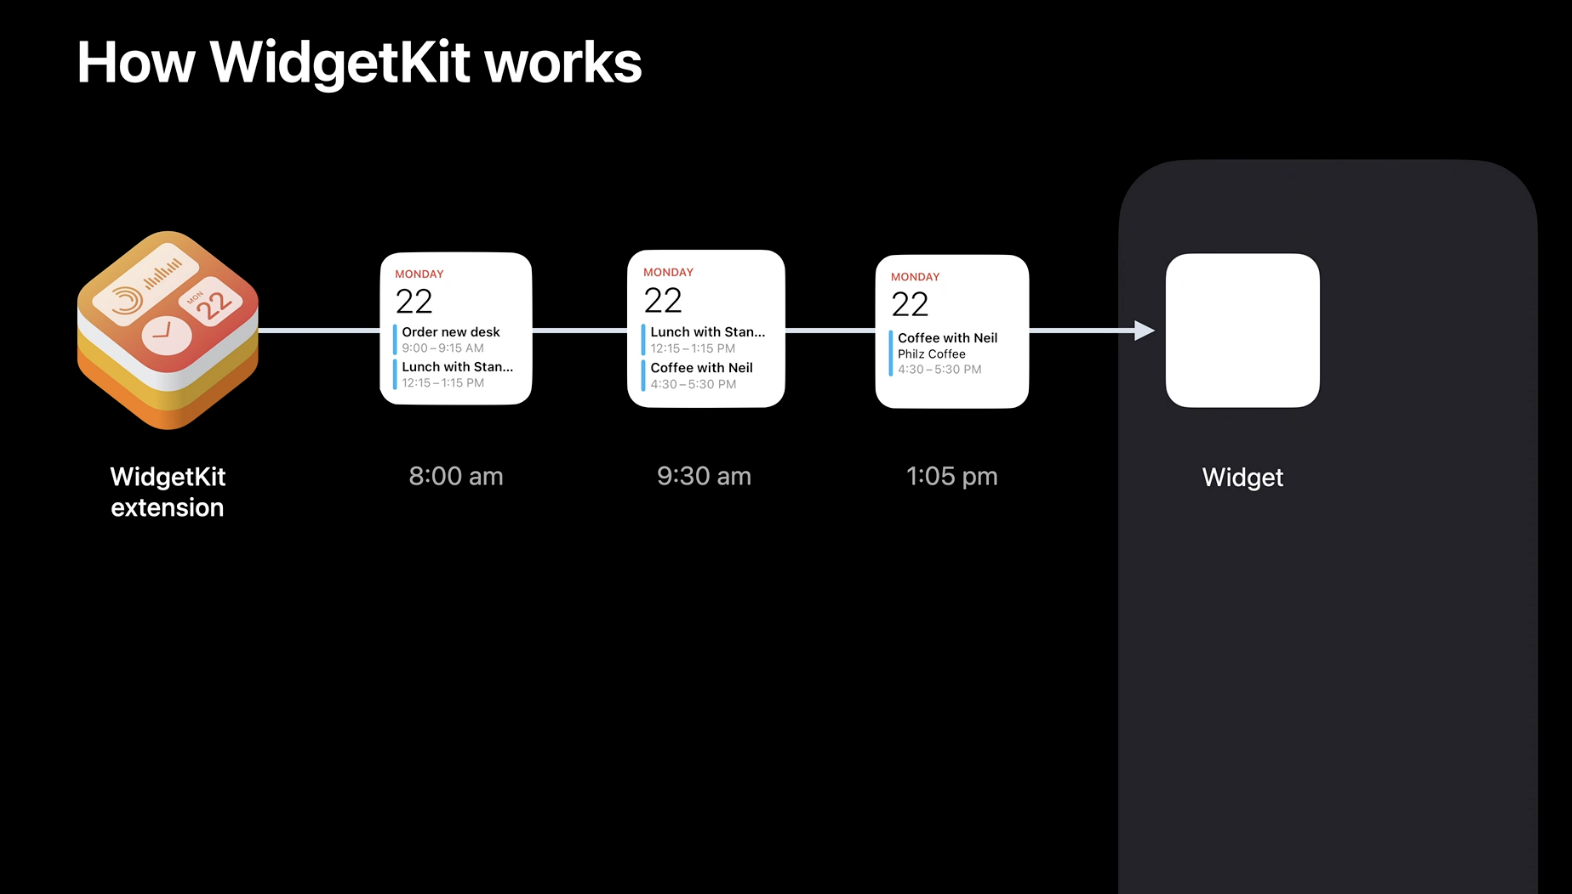 How WidgetKit works
MON
22
WidgetKit
extension
MONDAY
22
Order new desk
9:00 – 9:15 AM
Lunch with Stan...
12:15 – 1:15 PM
8:00 am
MONDAY
22
Lunch with Stan...
12:15 – 1:15 PM
Coffee with Neil
4:30 – 5:30 PM
9:30 am
MONDAY
22
Coffee with Neil
Philz Coffee
4:30 – 5:30 PM
1:05 pm
Widget